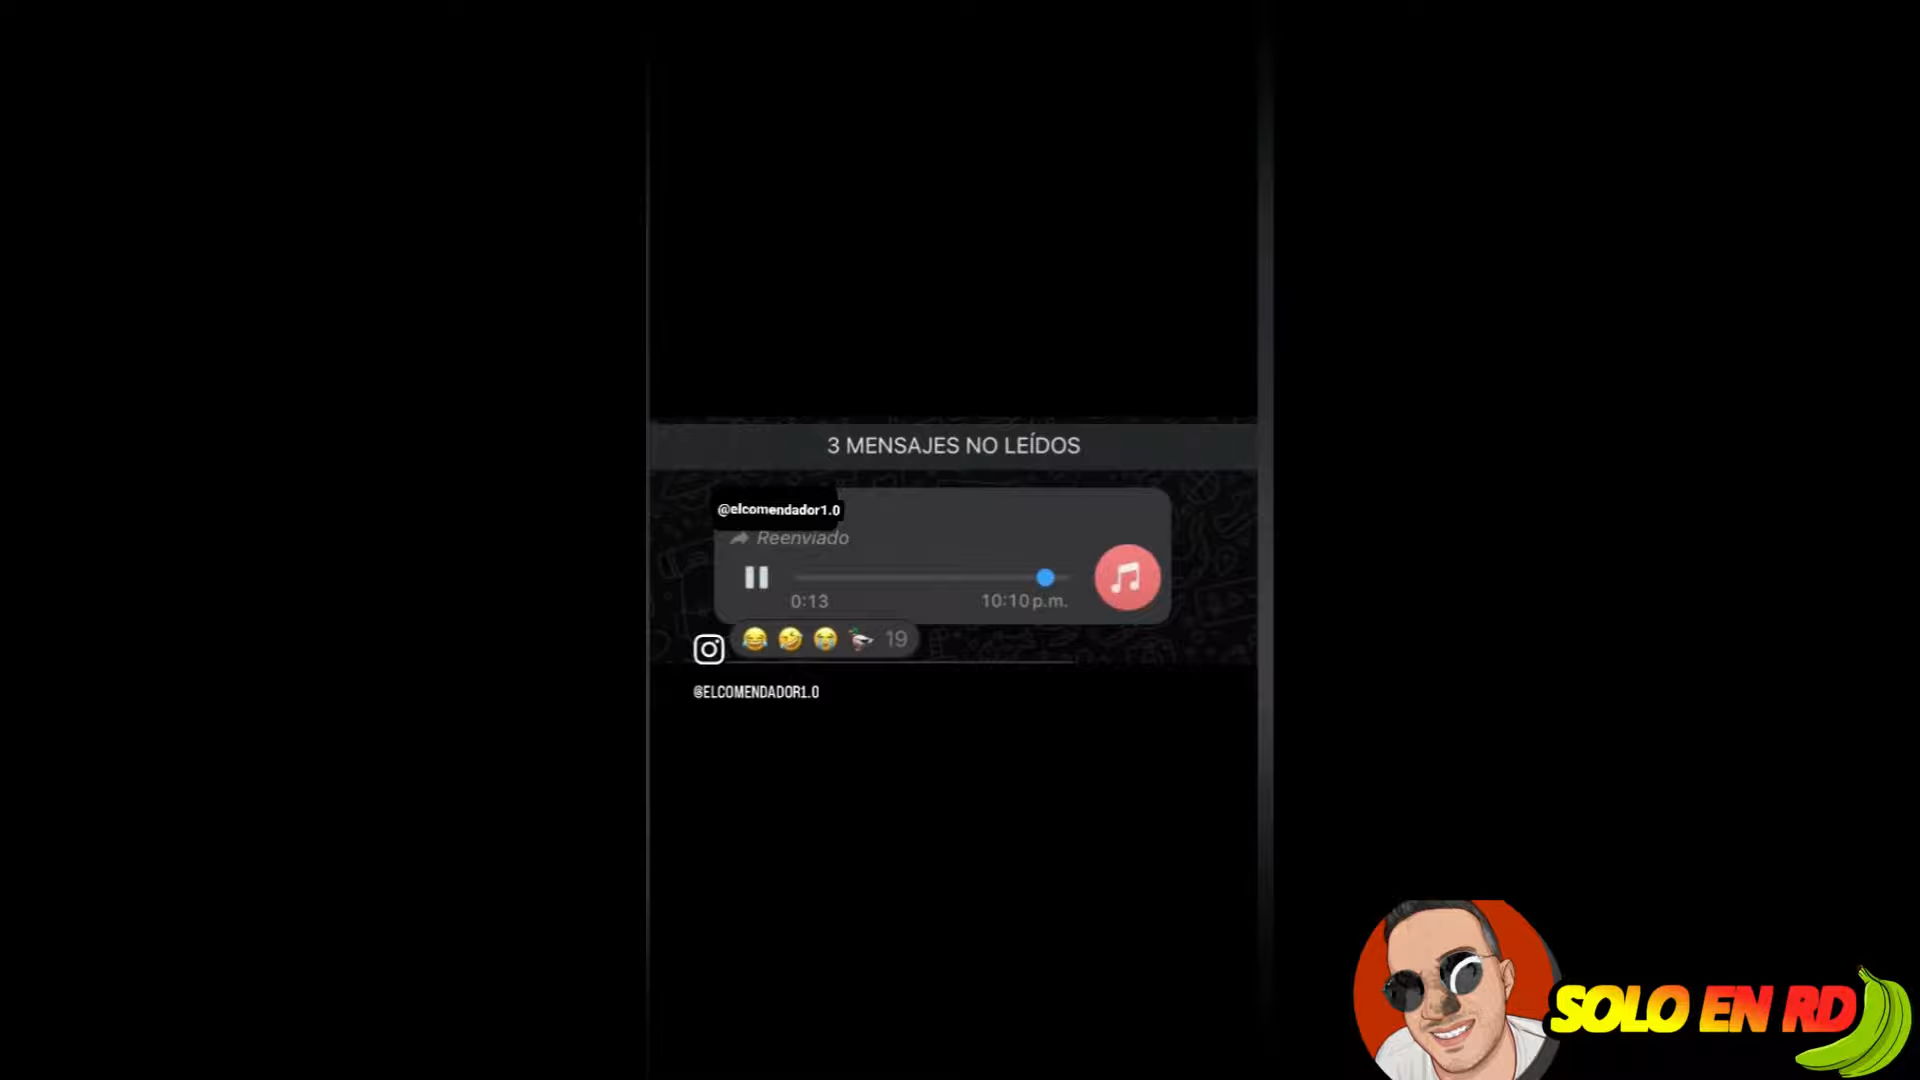 3 MENSAJES NO LEÍDOS
@elcomendador1.0
Reenviado
0:13
10:10 p.m.
19
@ELCOMENDADOR1.0
SOLO EN RD